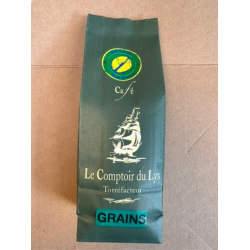 Café
Le Comptoir du Lys
Torréfacteur
GRAINS